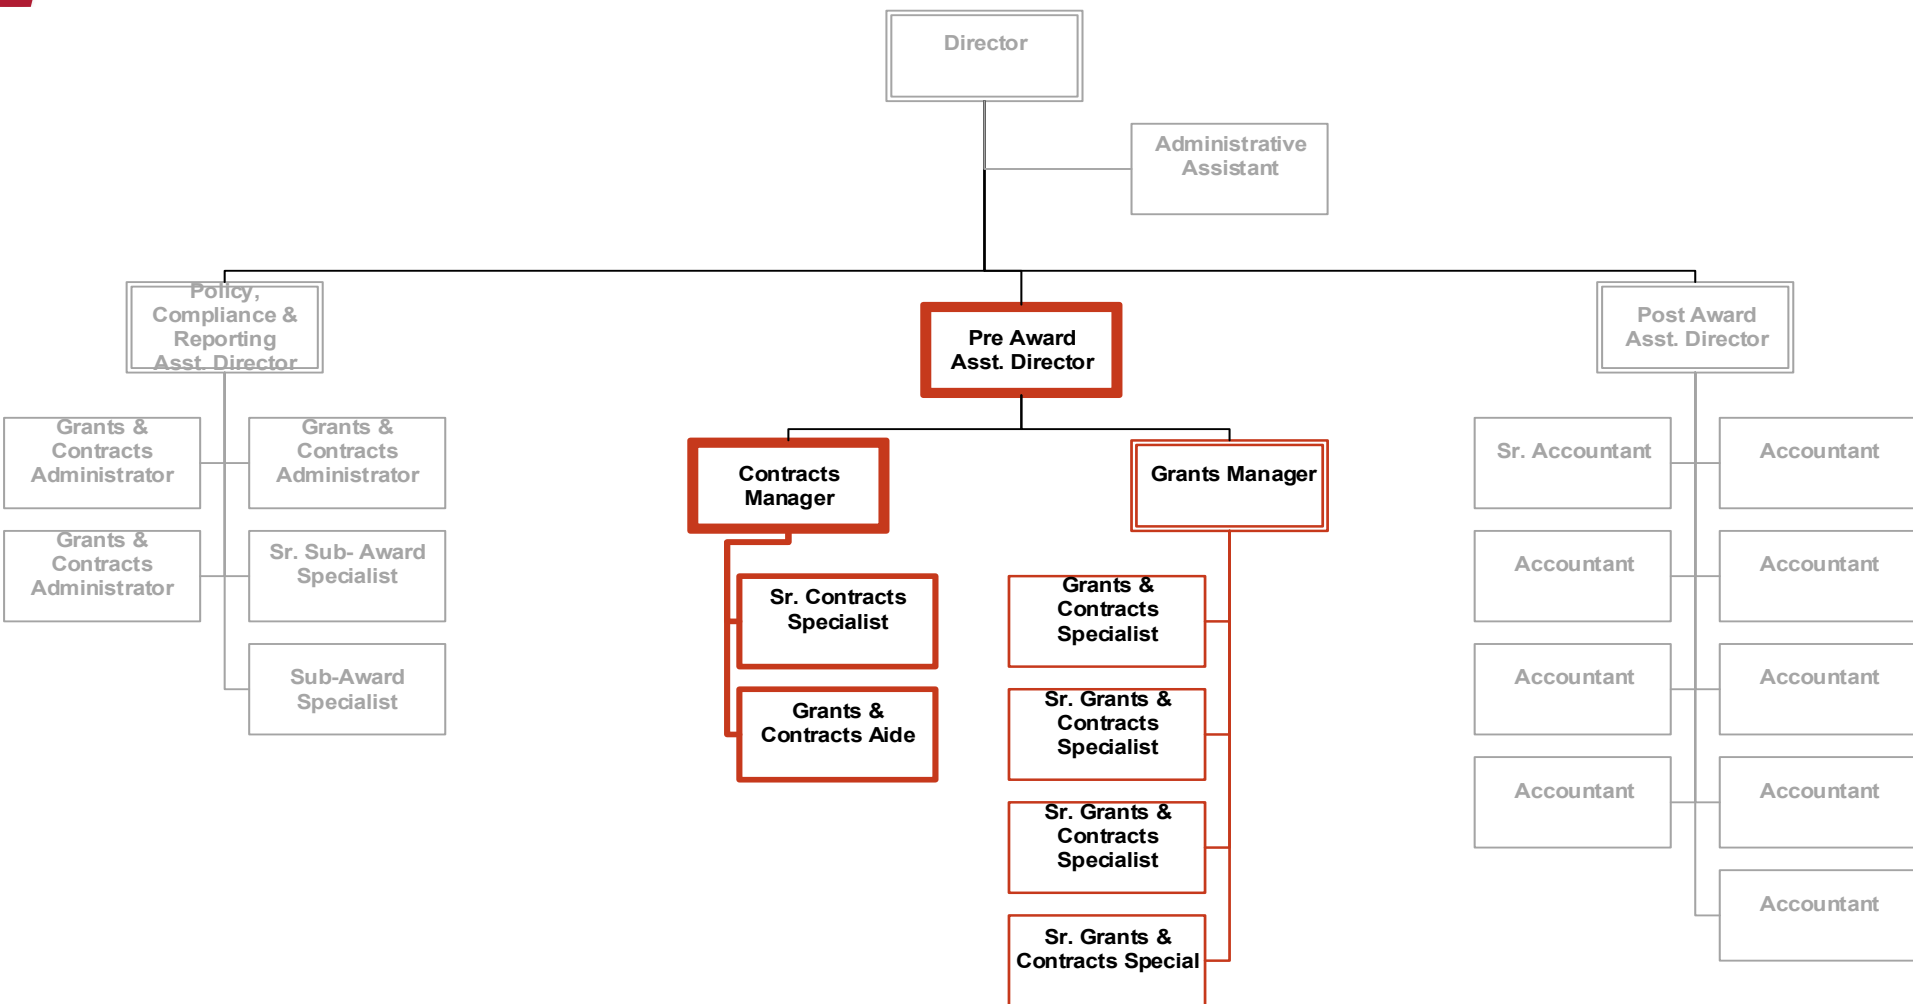 Director
Administrative
Assistant
Policy,
Compliance &
Reporting
Asst. Director
Pre Award
Asst. Director
Post Award
Asst. Director
Grants &
Contracts
Administrator
Grants &
Contracts
Administrator
Grants &
Contracts
Administrator
Sr. Sub- Award
Specialist
Sub-Award
Specialist
Contracts
Manager
Sr. Contracts
Specialist
Grants &
Contracts Aide
Grants Manager
Grants &
Contracts
Specialist
Sr. Grants &
Contracts
Specialist
Sr. Grants &
Contracts
Specialist
Sr. Grants &
Contracts Special
Sr. Accountant
Accountant
Accountant
Accountant
Accountant
Accountant
Accountant
Accountant
Accountant